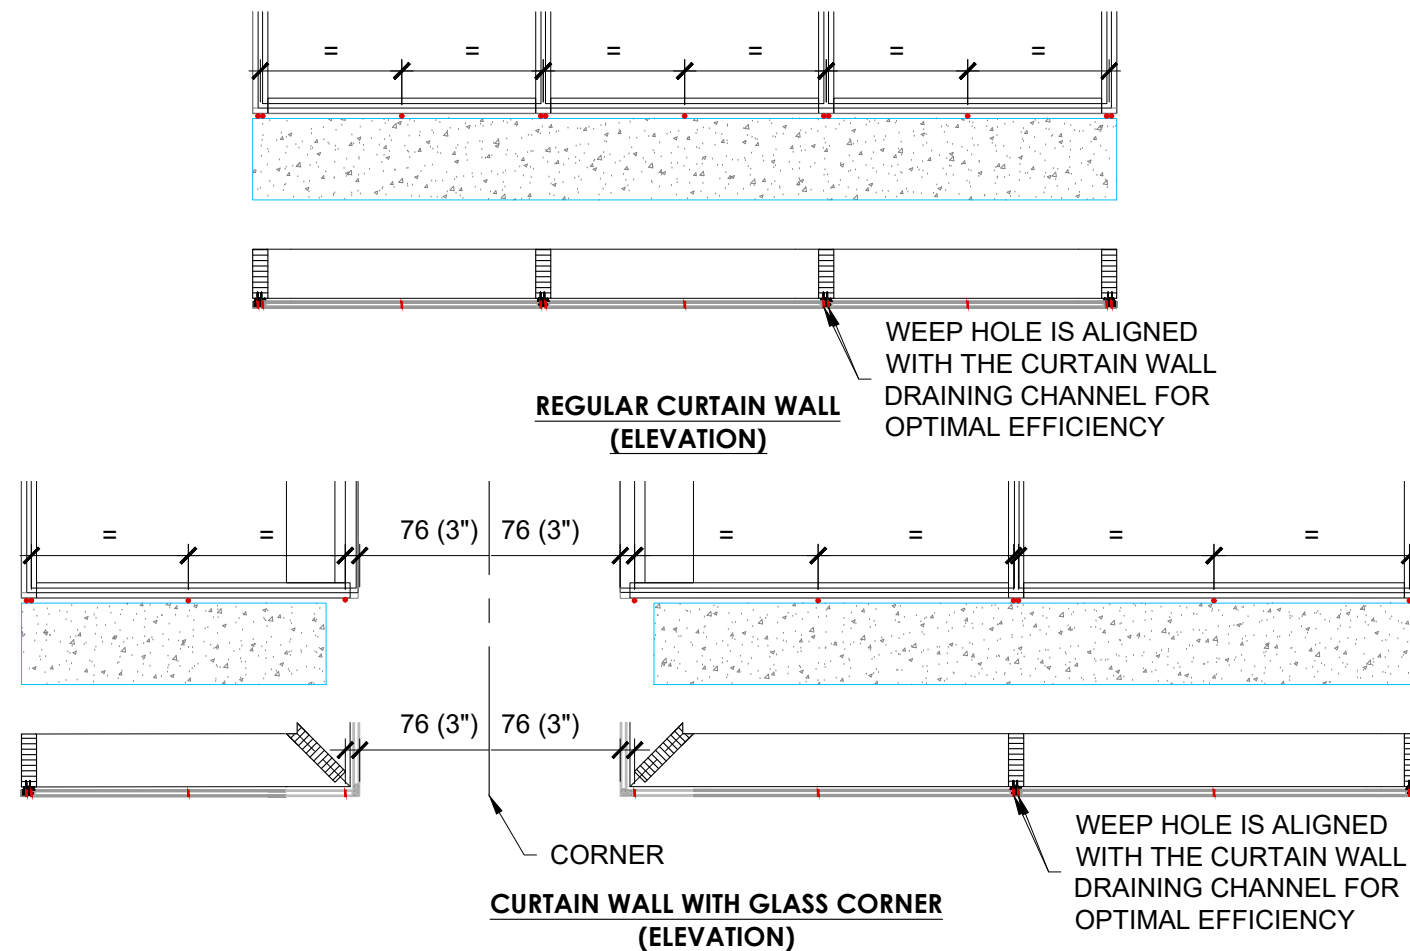 = = = = = =
WEEP HOLE IS ALIGNED
WITH THE CURTAIN WALL
DRAINING CHANNEL FOR
OPTIMAL EFFICIENCY
REGULAR CURTAIN WALL
(ELEVATION)
= = 76 (3") 76 (3") = = = =
76 (3") 76 (3")
CORNER
WEEP HOLE IS ALIGNED
WITH THE CURTAIN WALL
DRAINING CHANNEL FOR
OPTIMAL EFFICIENCY
CURTAIN WALL WITH GLASS CORNER
(ELEVATION)